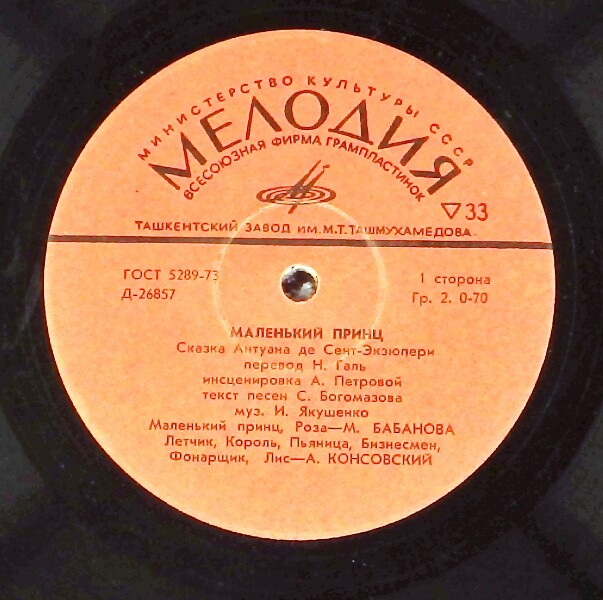 МИНИСТЕРСТВО КУЛЬТУРЫ СССР
МЕЛОДИЯ
ВСЕСОЮЗНАЯ ФИРМА ГРАМПЛАСТИНОК
▽33
ТАШКЕНТСКИЙ ЗАВОД ИМ. М.Т. ТАШМУХАМЕДОВА.
ГОСТ 5289-73
1 сторона
Д-26857
Гр. 2. 0-70
МАЛЕНЬКИЙ ПРИНЦ
Сказка Антуана де Сент-Экзюпери
перевод Н. Галь
инсценировка А. Петровой
текст песен С. Богомазова
муз. И. Якушенко
Маленький принц, Роза—М. БАБАНОВА
Летчик, Король, Пьяница, Бизнесмен,
Фонарщик, Лис—А. КОНСОВСКИЙ